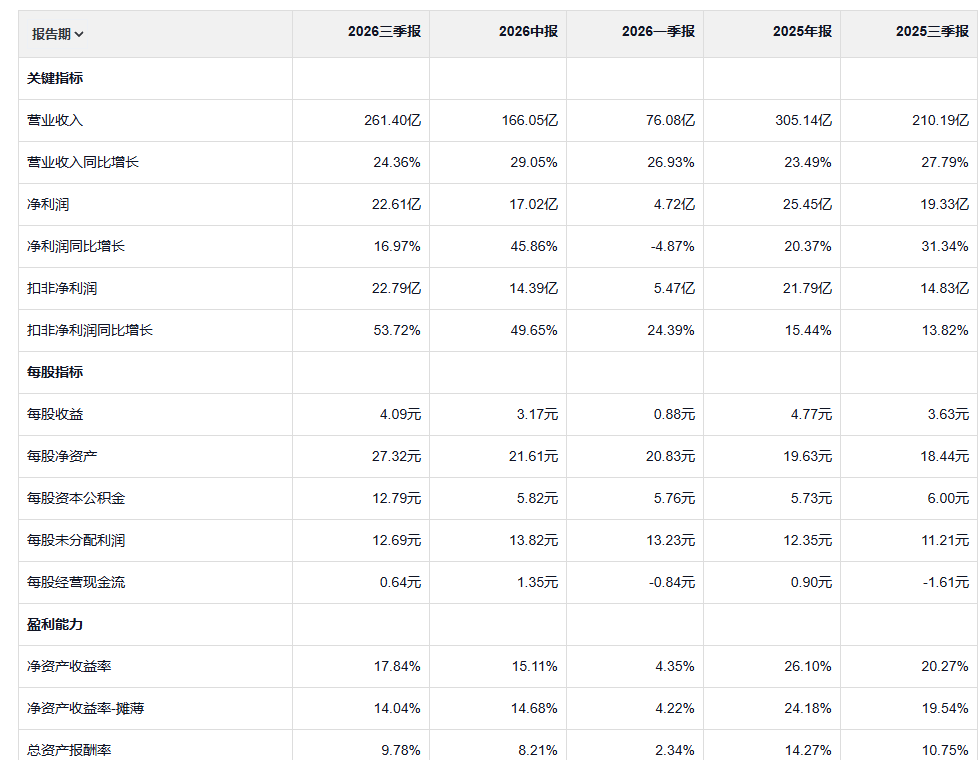 报告期 2026三季报 2026中报 2026一季报 2025年报 2025三季报
关键指标
营业收入 261.40亿 166.05亿 76.08亿 305.14亿 210.19亿
营业收入同比增长 24.36% 29.05% 26.93% 23.49% 27.79%
净利润 22.61亿 17.02亿 4.72亿 25.45亿 19.33亿
净利润同比增长 16.97% 45.86% -4.87% 20.37% 31.34%
扣非净利润 22.79亿 14.39亿 5.47亿 21.79亿 14.83亿
扣非净利润同比增长 53.72% 49.65% 24.39% 15.44% 13.82%
每股指标
每股收益 4.09元 3.17元 0.88元 4.77元 3.63元
每股净资产 27.32元 21.61元 20.83元 19.63元 18.44元
每股资本公积金 12.79元 5.82元 5.76元 5.73元 6.00元
每股未分配利润 12.69元 13.82元 13.23元 12.35元 11.21元
每股经营现金流 0.64元 1.35元 -0.84元 0.90元 -1.61元
盈利能力
净资产收益率 17.84% 15.11% 4.35% 26.10% 20.27%
净资产收益率-摊薄 14.04% 14.68% 4.22% 24.18% 19.54%
总资产报酬率 9.78% 8.21% 2.34% 14.27% 10.75%